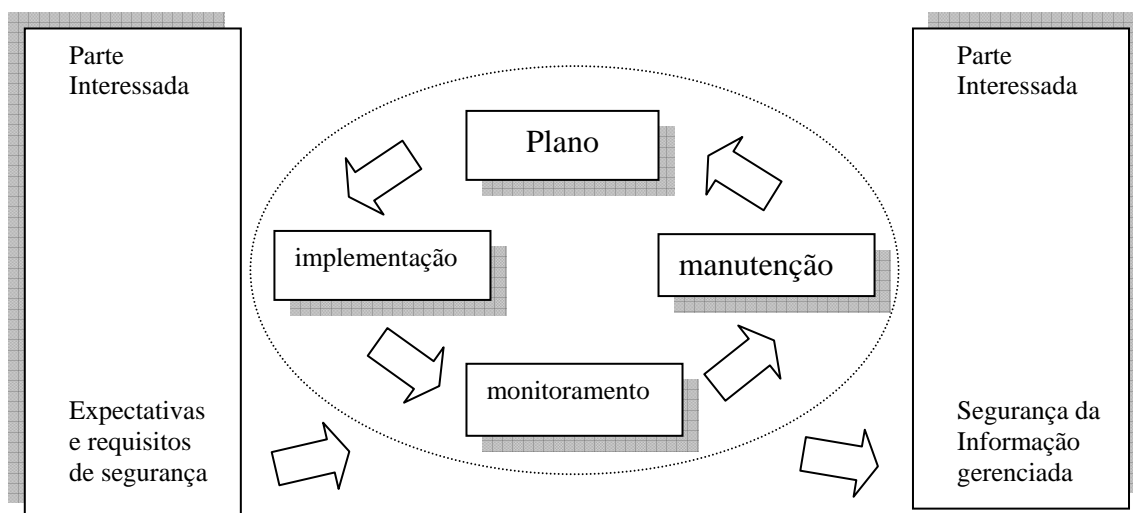 Parte
Interessada
Expectativas
e requisitos
de segurança
Plano
implementação
manutenção
monitoramento
Parte
Interessada
Segurança da
Informação
gerenciada